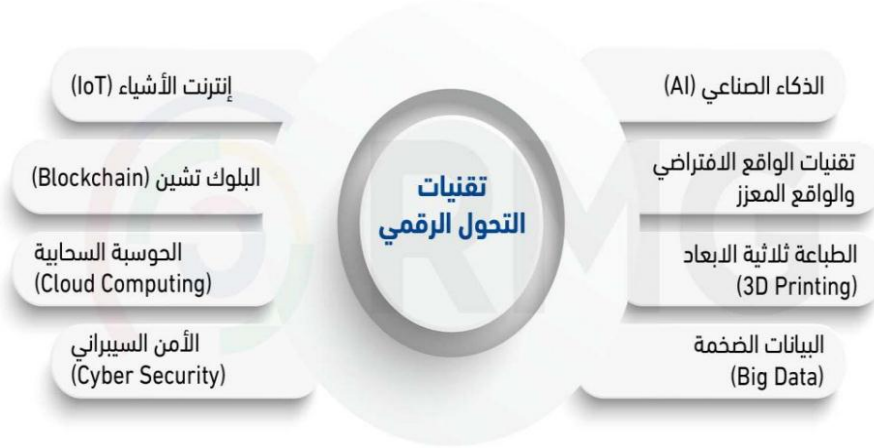 تقنيات
التحول الرقمي
الذكاء الصناعي (AI)
تقنيات الواقع الافتراضي
والواقع المعزز
الطباعة ثلاثية الابعاد
(3D Printing)
البيانات الضخمة
(Big Data)
إنترنت الأشياء (IoT)
البلوك تشين (Blockchain)
الحوسبة السحابية
(Cloud Computing)
الأمن السيبراني
(Cyber Security)
RMG